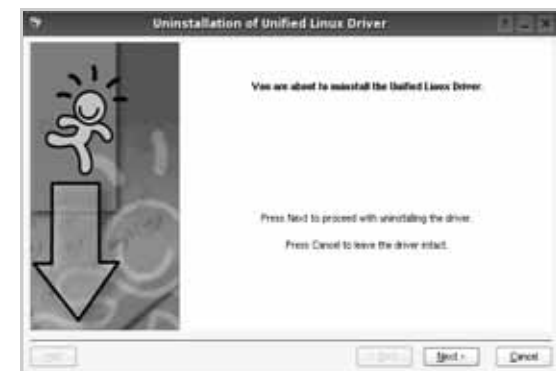 Uninstallation of Unified Linux Driver
You are about to uninstall the Unified Linux Driver.
Press Next to proceed with uninstalling the driver.
Press Cancel to leave the driver intact.
Next >
Cancel